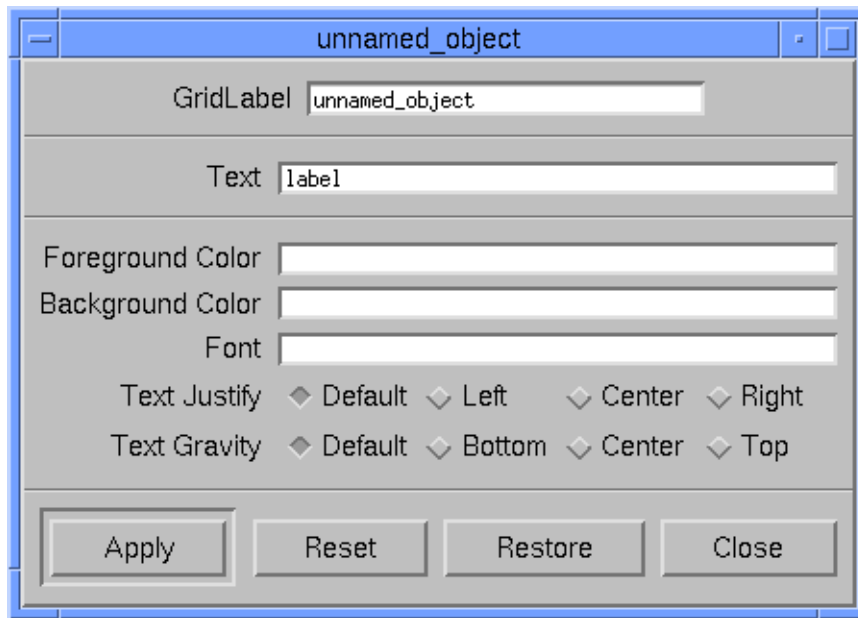 unnamed_object
GridLabel unnamed_object
Text label
Foreground Color
Background Color
Font
Text Justify Default Left Center Right
Text Gravity Default Bottom Center Top
Apply Reset Restore Close